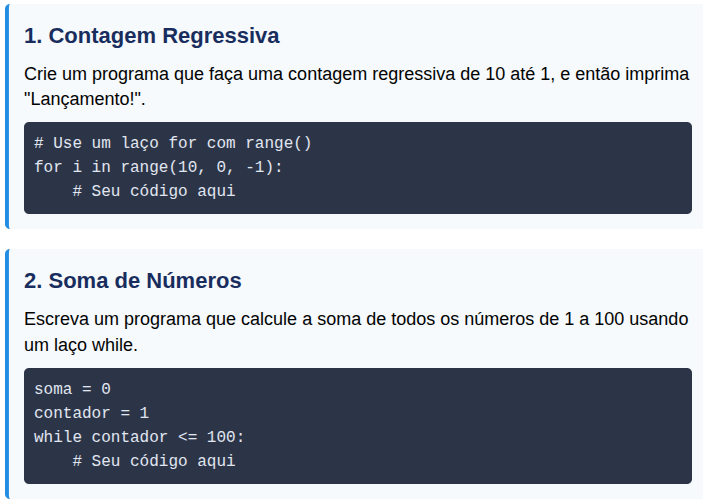 1. Contagem Regressiva
Crie um programa que faça uma contagem regressiva de 10 até 1, e então imprima
"Lançamento!".
# Use um laço for com range()
for i in range(10, 0, -1):
    # Seu código aqui
2. Soma de Números
Escreva um programa que calcule a soma de todos os números de 1 a 100 usando
um laço while.
soma = 0
contador = 1
while contador <= 100:
    # Seu código aqui